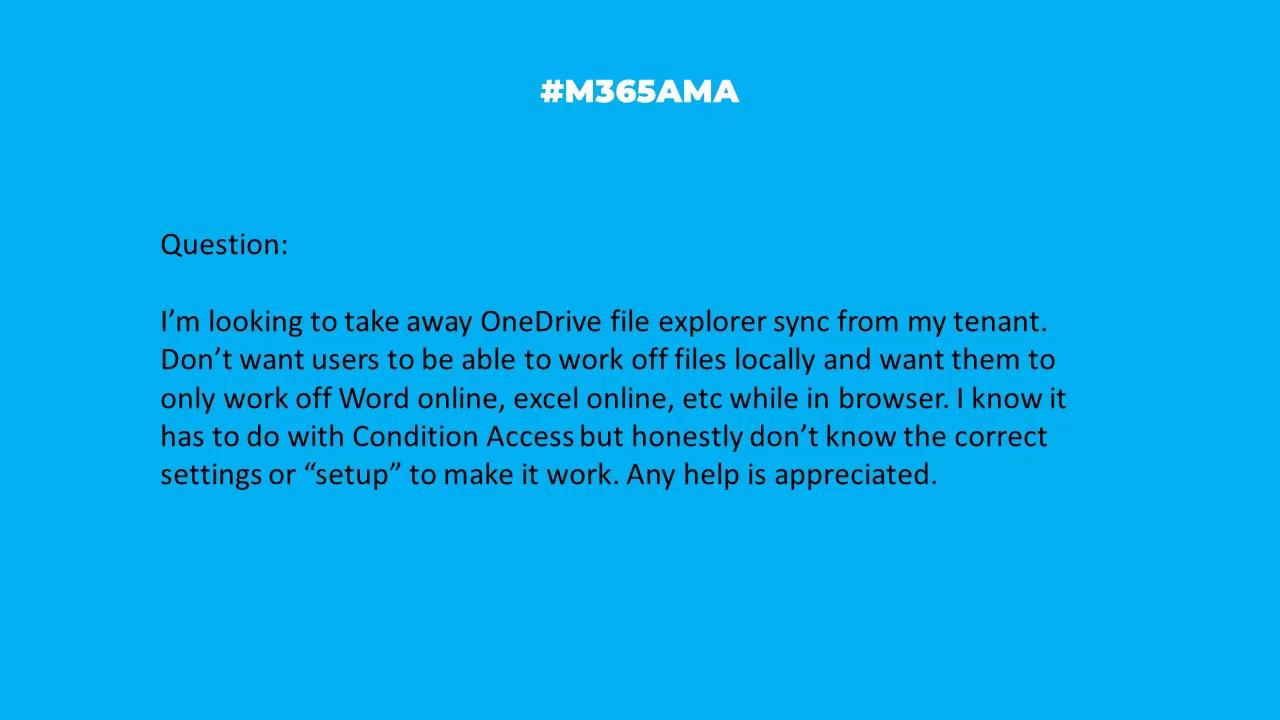 #M365AMA
Question:
I’m looking to take away OneDrive file explorer sync from my tenant.
Don’t want users to be able to work off files locally and want them to
only work off Word online, excel online, etc while in browser. I know it
has to do with Condition Access but honestly don’t know the correct
settings or “setup” to make it work. Any help is appreciated.